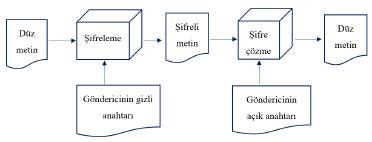 Düz
metin
Şifreleme
Şifreli
metin
Şifre
çözme
Düz
metin
Göndericinin gizli
anahtarı
Göndericinin
açık anahtarı